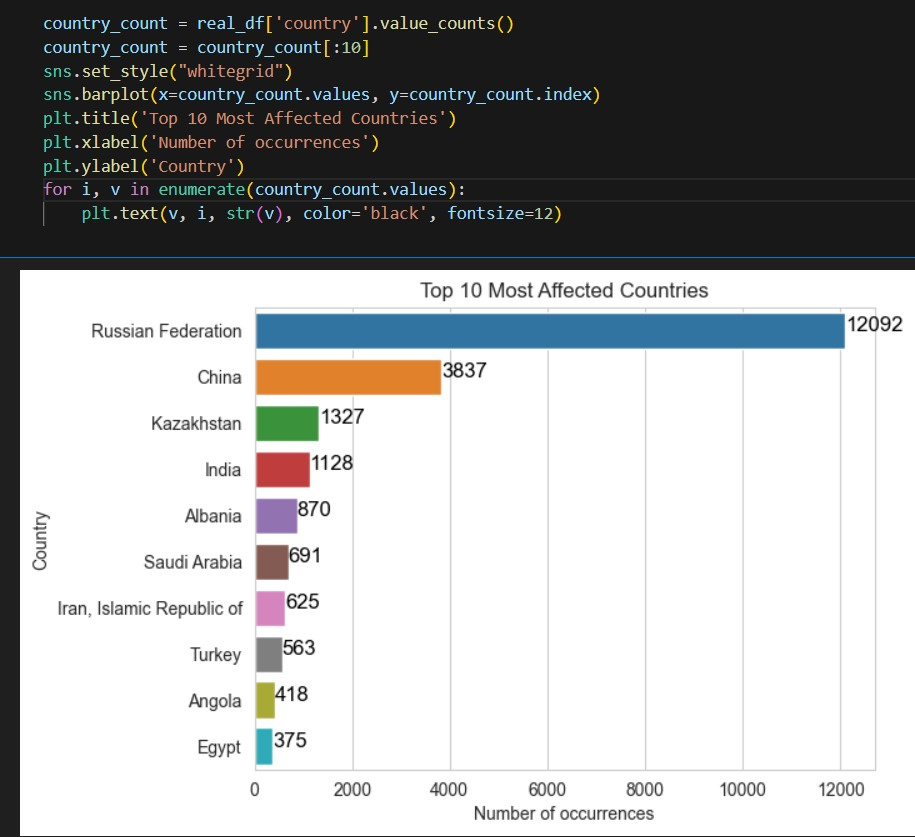 country_count = real_df['country'].value_counts()
country_count = country_count[:10]
sns.set_style("whitegrid")
sns.barplot(x=country_count.values, y=country_count.index)
plt.title('Top 10 Most Affected Countries')
plt.xlabel('Number of occurrences')
plt.ylabel('Country')
for i, v in enumerate(country_count.values):
    plt.text(v, i, str(v), color='black', fontsize=12)
Top 10 Most Affected Countries
Russian Federation 12092
China 3837
Kazakhstan 1327
India 1128
Albania 870
Saudi Arabia 691
Iran, Islamic Republic of 625
Turkey 563
Angola 418
Egypt 375
Country
0 2000 4000 6000 8000 10000 12000
Number of occurrences